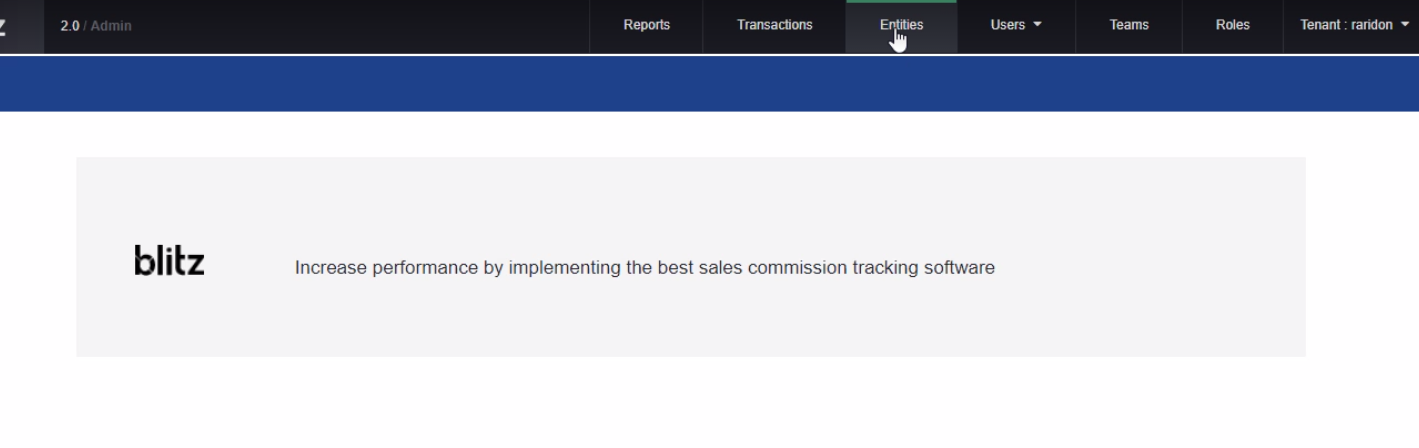 z 2.0 / Admin Reports Transactions Entities Users Teams Roles Tenant : raridon
blitz Increase performance by implementing the best sales commission tracking software